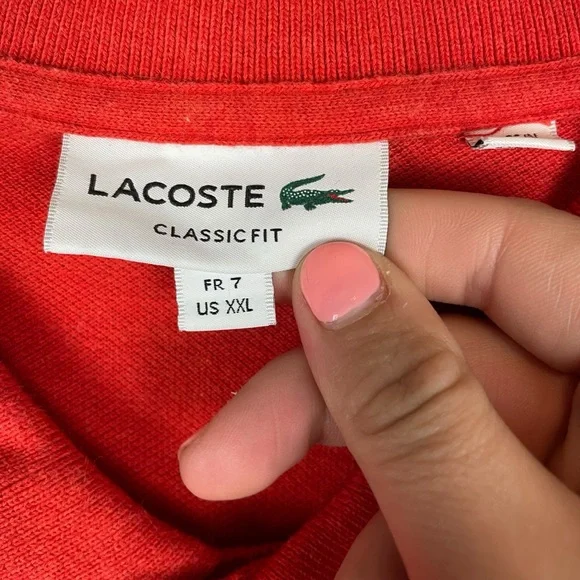 LACOSTE
CLASSIC FIT
FR 7
US XXL